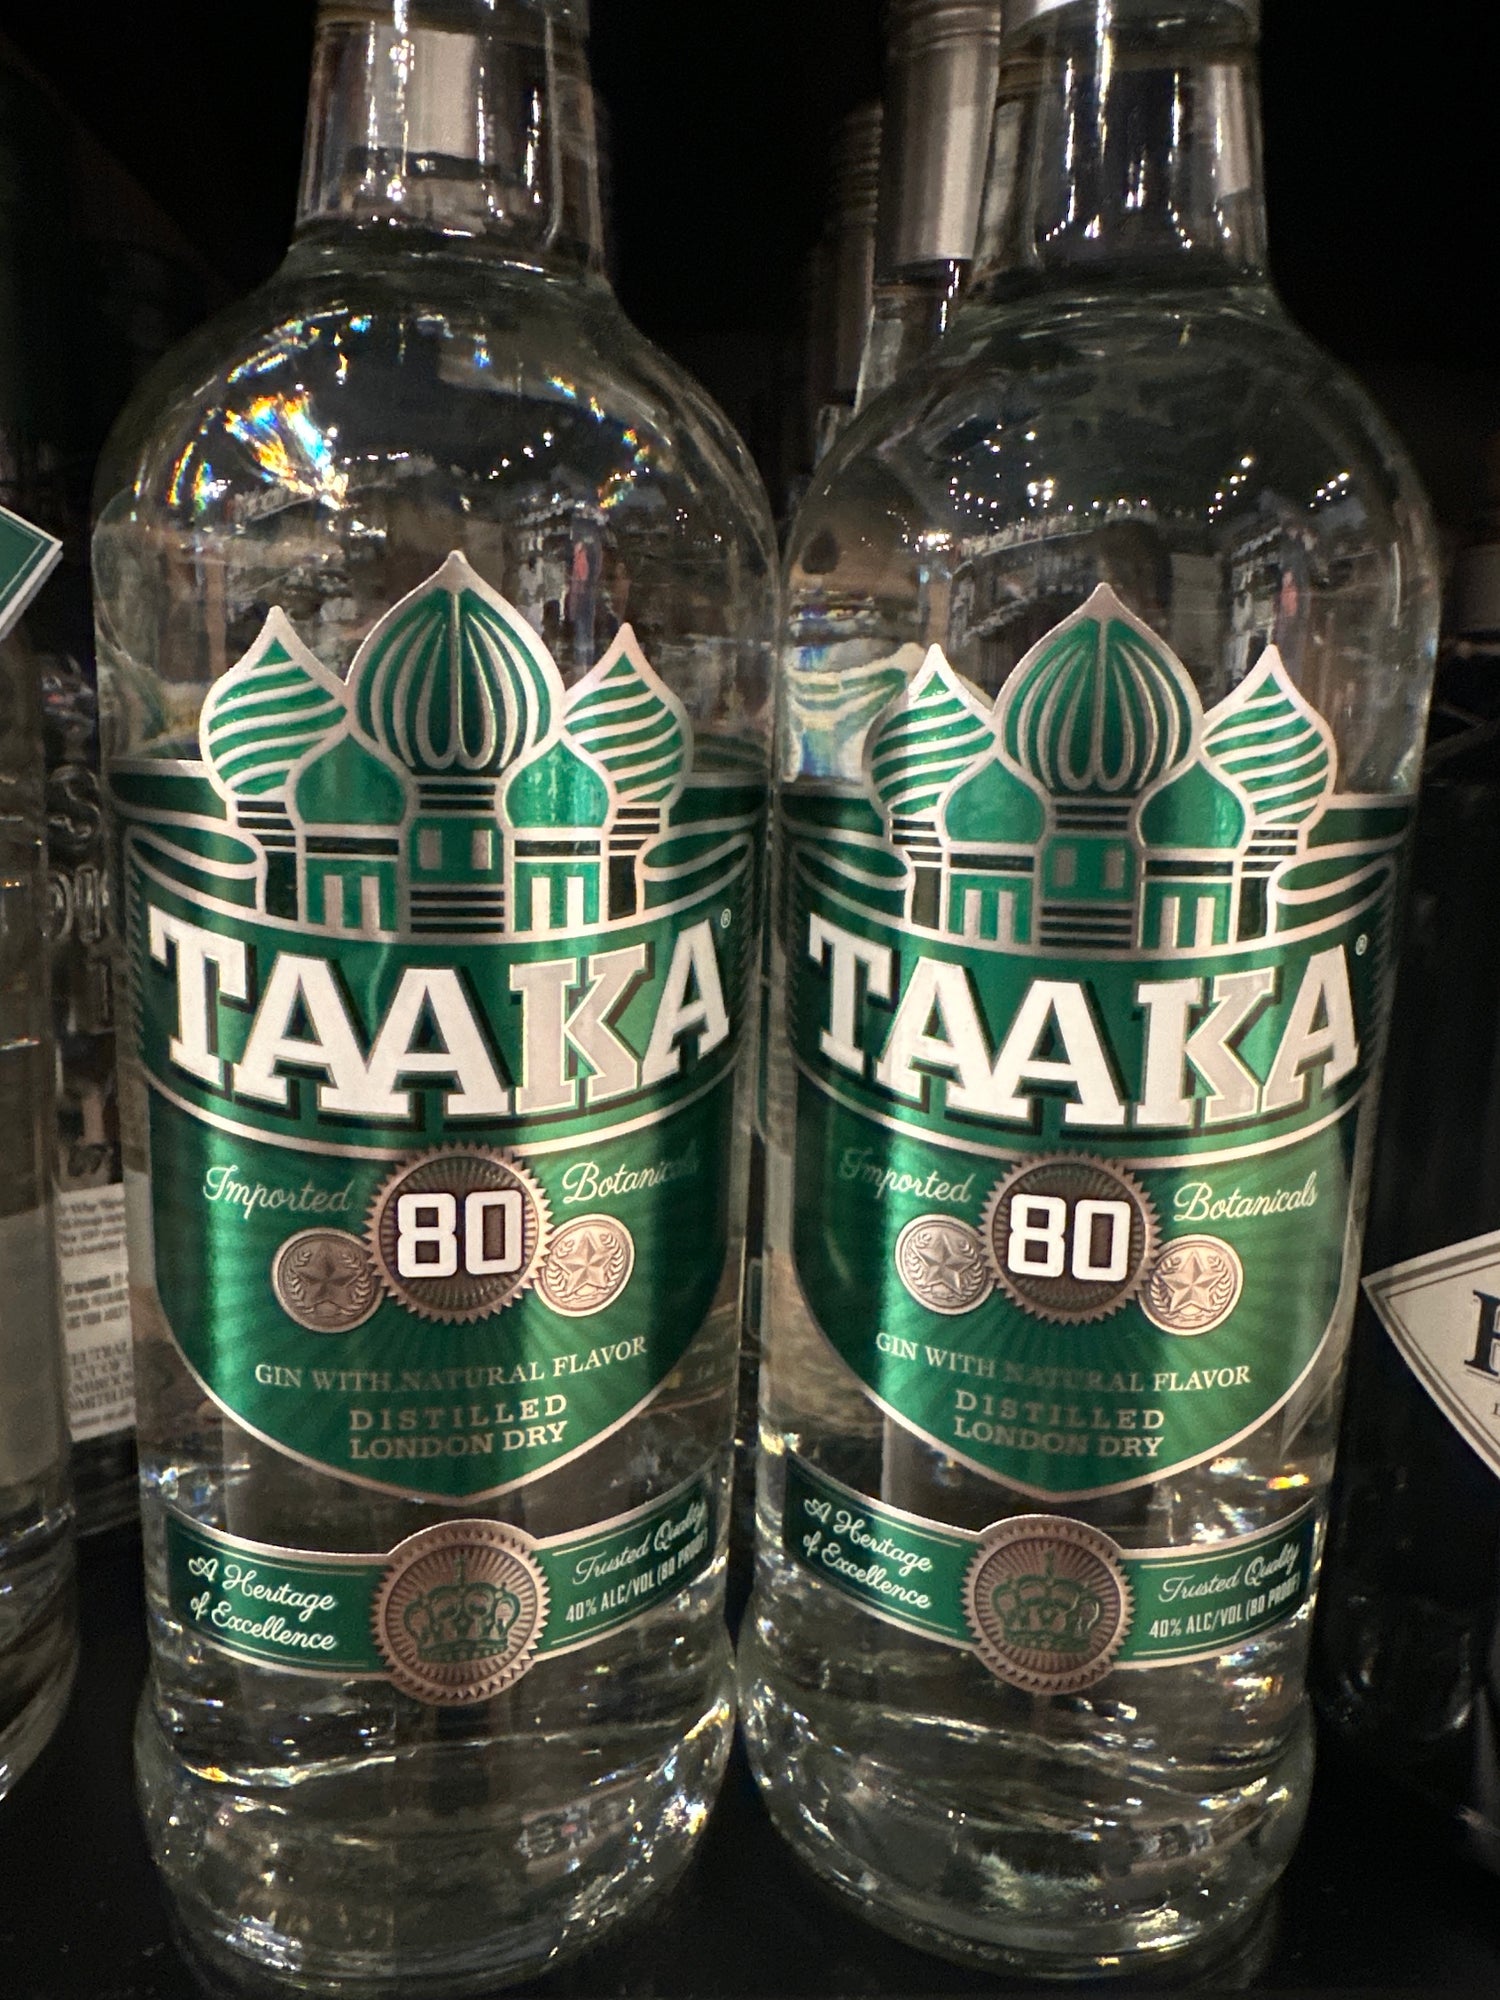 TAAKA®
Imported 80 Botanicals
GIN WITH NATURAL FLAVOR
DISTILLED
LONDON DRY
A Heritage
of Excellence
Trusted Quality
40% ALC/VOL (80 PROOF)
TAAKA®
Imported 80 Botanicals
GIN WITH NATURAL FLAVOR
DISTILLED
LONDON DRY
A Heritage
of Excellence
Trusted Quality
40% ALC/VOL (80 PROOF)